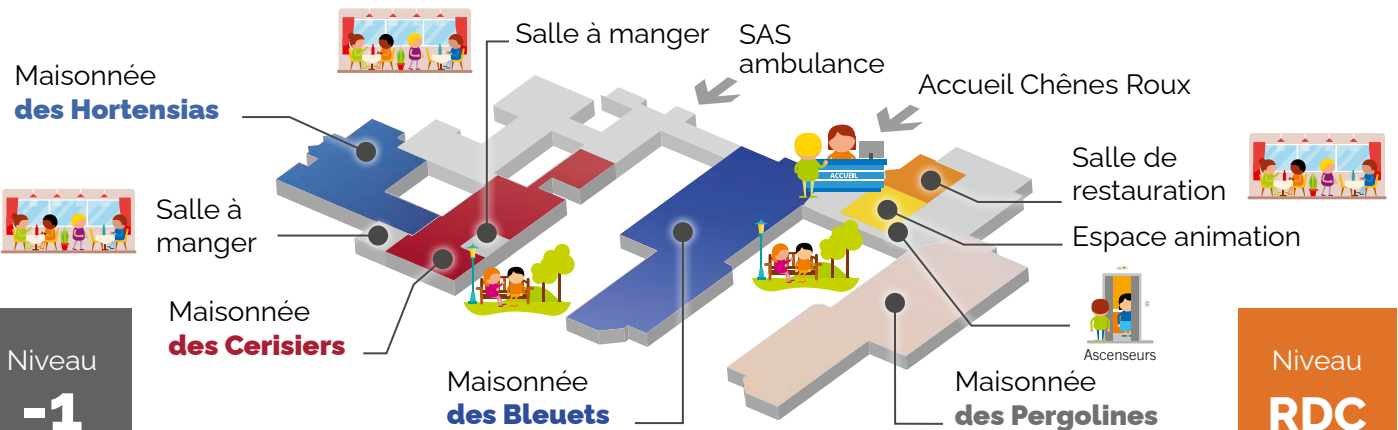 Salle à manger
SAS
ambulance
Accueil Chênes Roux
Maisonnée
des Hortensias
ACCUEIL
Salle de
restauration
Salle à
manger
Espace animation
Maisonnée
des Cerisiers
Ascenseurs
Niveau
-1
Maisonnée
des Bleuets
Maisonnée
des Pergolines
Niveau
RDC